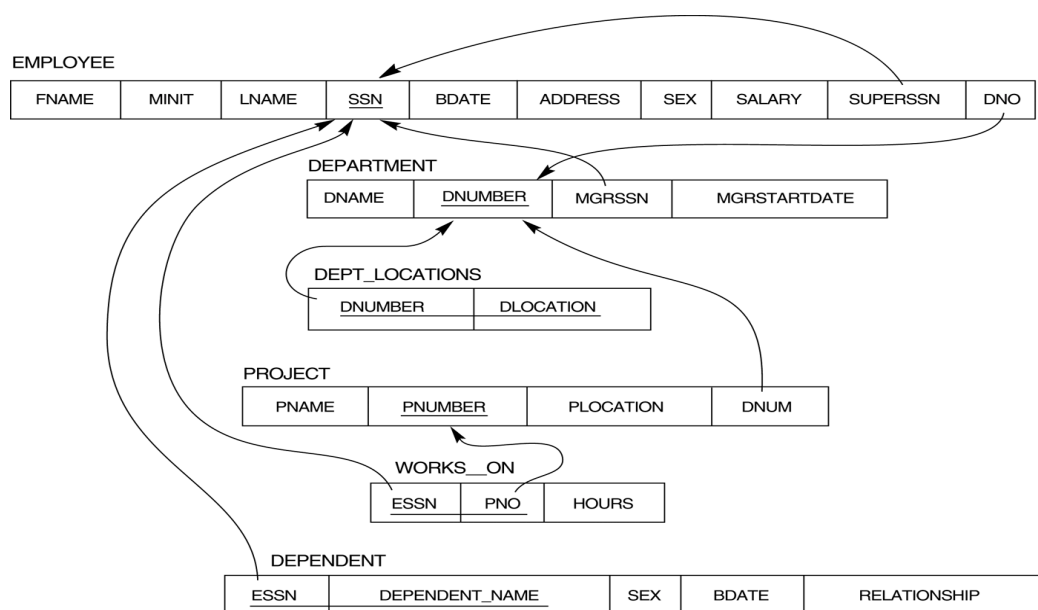 EMPLOYEE
FNAME MINIT LNAME SSN BDATE ADDRESS SEX SALARY SUPERSSN DNO
DEPARTMENT
DNAME DNUMBER MGRSSN MGRSTARTDATE
DEPT_LOCATIONS
DNUMBER DLOCATION
PROJECT
PNAME PNUMBER PLOCATION DNUM
WORKS__ON
ESSN PNO HOURS
DEPENDENT
ESSN DEPENDENT_NAME SEX BDATE RELATIONSHIP